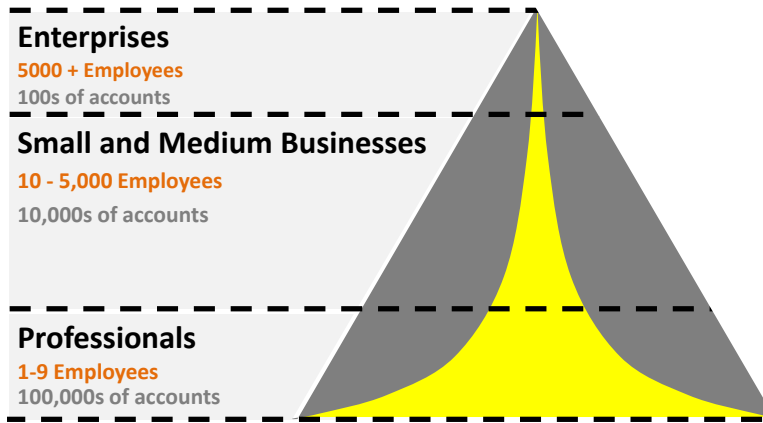 Enterprises
5000 + Employees
100s of accounts
Small and Medium Businesses
10 - 5,000 Employees
10,000s of accounts
Professionals
1-9 Employees
100,000s of accounts